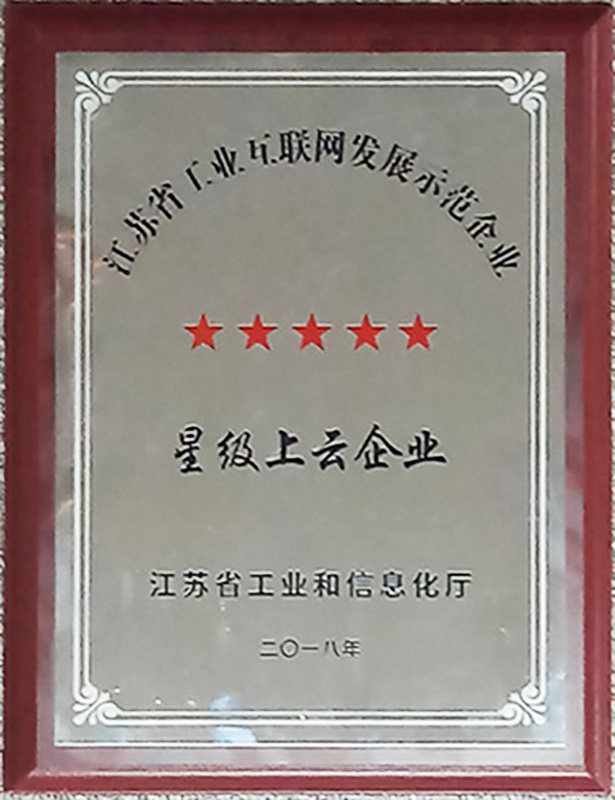 江苏省工业互联网发展示范企业
星级上云企业
江苏省工业和信息化厅
二〇一八年